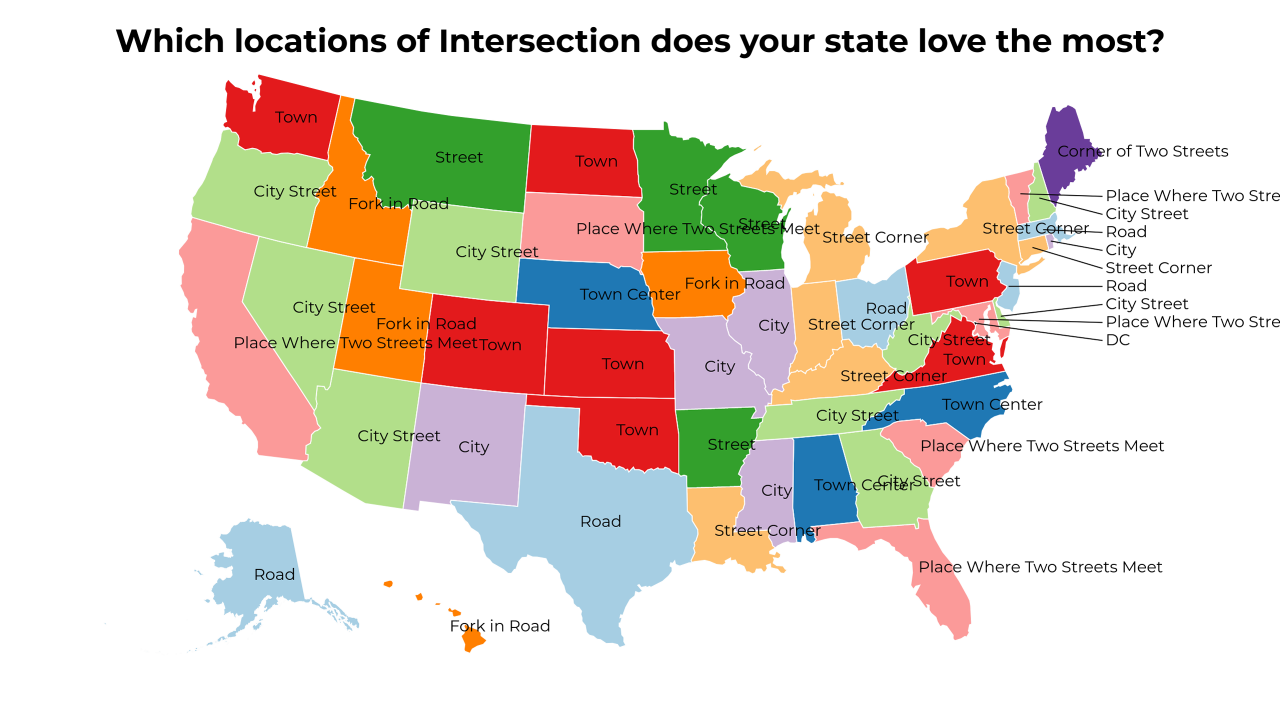 Which locations of Intersection does your state love the most?
Town
Street
Town
Corner of Two Streets
City Street
Fork in Road
Street
Place Where Two Stre
City Street
Street
Place Where Two Streets Meet
Street Corner
Street Corner
Road
City
City Street
Street Corner
Town
Road
Town Center
Fork in Road
City Street
Road
City Street
Fork in Road
City
Street Corner
Place Where Two Stre
City Street
DC
Place Where Two Streets Meet
Town
Town
Town
City
Street Corner
Town Center
City Street
Town
City Street
City
Street
Place Where Two Streets Meet
City
Town Center
City Street
Road
Street Corner
Place Where Two Streets Meet
Road
Fork in Road